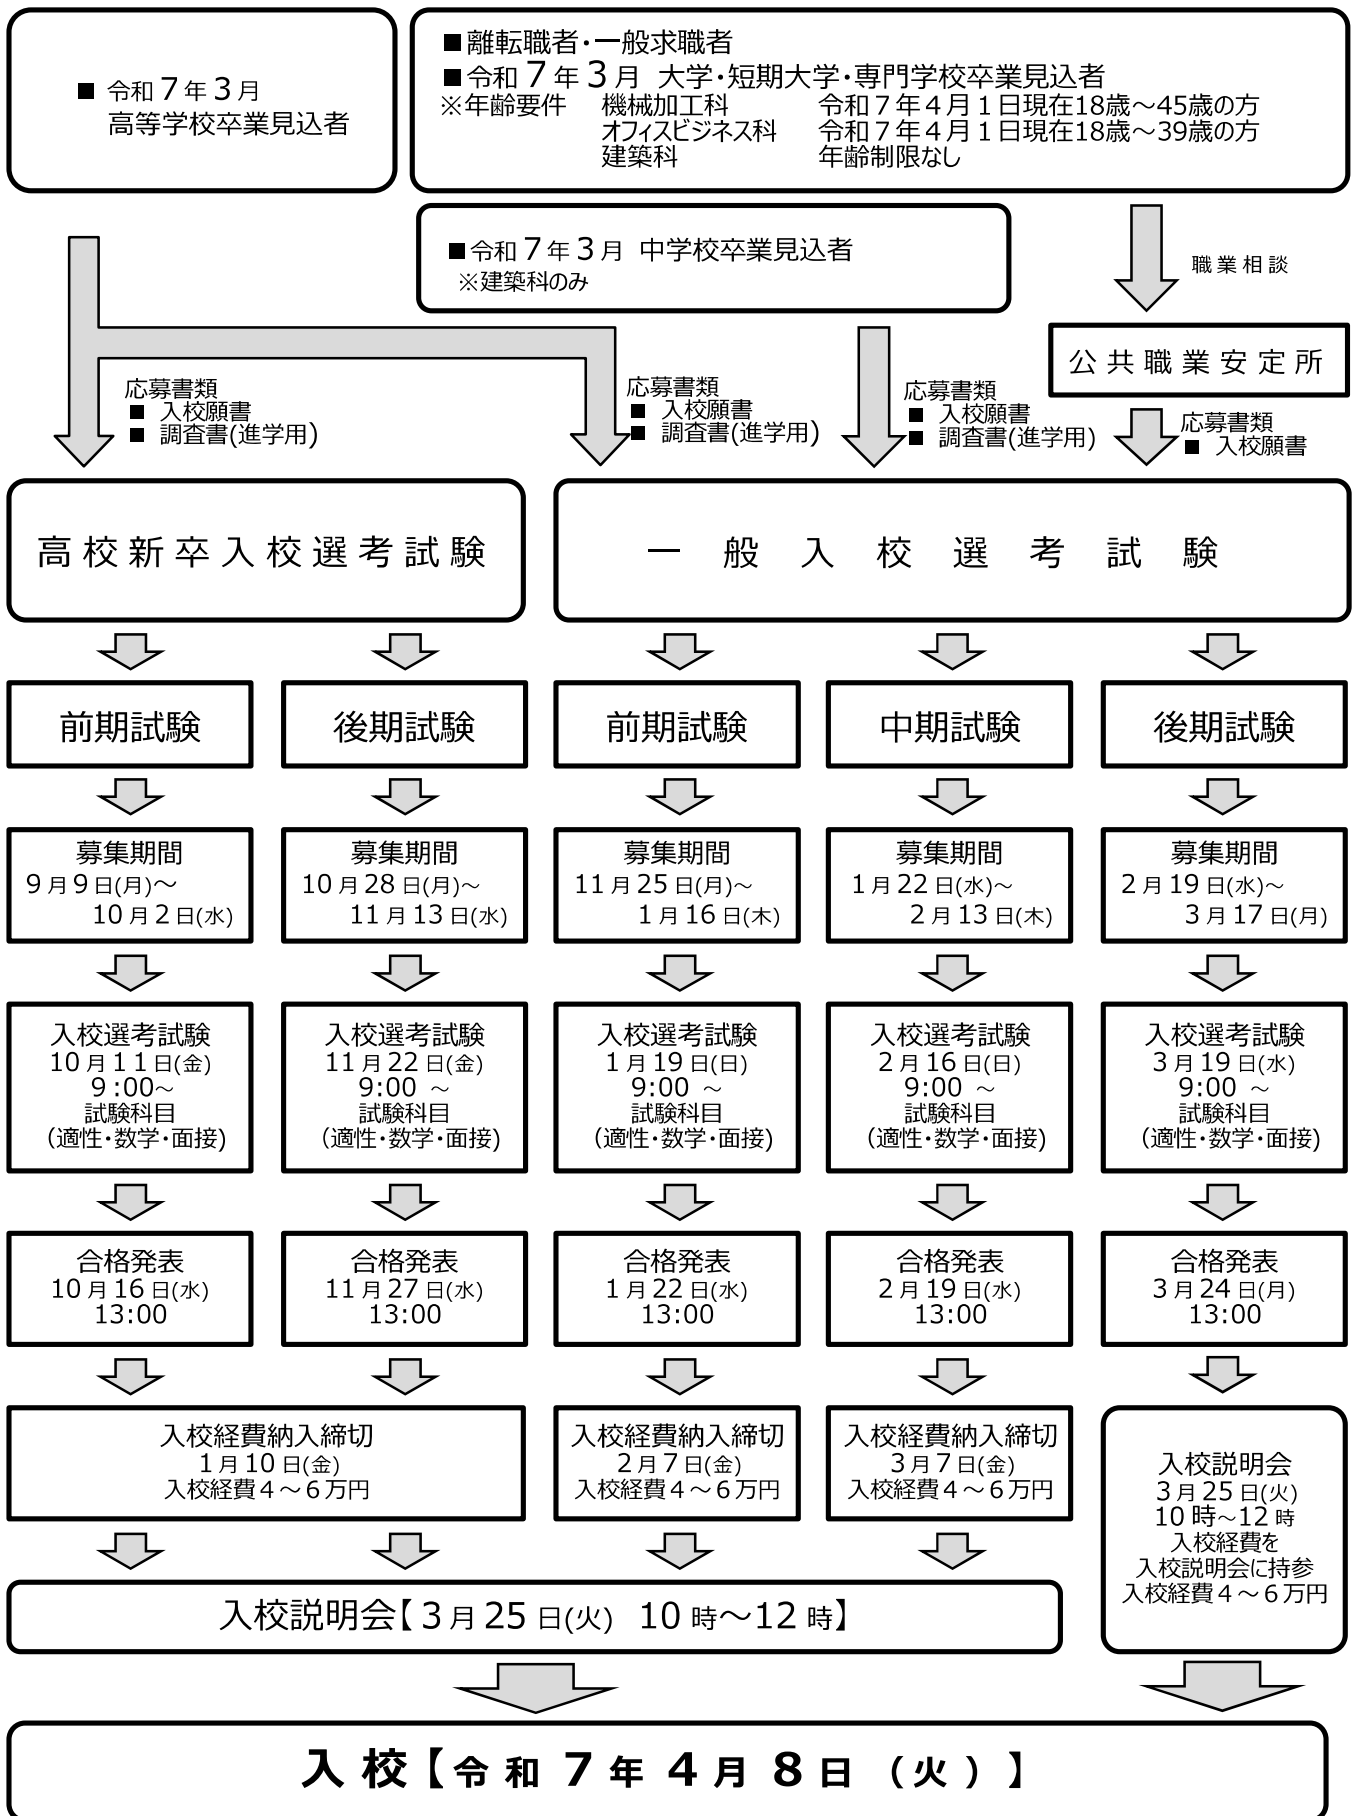 ■ 令和７年３月
高等学校卒業見込者
■離転職者・一般求職者
■令和７年３月 大学・短期大学・専門学校卒業見込者
※年齢要件 機械加工科 令和７年４月１日現在18歳～45歳の方
オフィスビジネス科 令和７年４月１日現在18歳～39歳の方
建築科 年齢制限なし
■令和７年３月 中学校卒業見込者
※建築科のみ
職業相談
公共職業安定所
応募書類
■ 入校願書
■ 調査書(進学用)
応募書類
■ 入校願書
■ 調査書(進学用)
応募書類
■ 入校願書
■ 調査書(進学用)
応募書類
■ 入校願書
高校新卒入校選考試験
一般入校選考試験
前期試験
後期試験
前期試験
中期試験
後期試験
募集期間
９月９日(月)～
10月２日(水)
募集期間
10月28日(月)～
11月13日(水)
募集期間
11月25日(月)～
１月16日(木)
募集期間
１月22日(水)～
２月13日(木)
募集期間
２月19日(水)～
３月17日(月)
入校選考試験
10月１１日(金)
９:00～
試験科目
（適性・数学・面接)
入校選考試験
11月22日(金)
9:00 ～
試験科目
（適性・数学・面接)
入校選考試験
１月19日(日)
9:00 ～
試験科目
（適性・数学・面接)
入校選考試験
２月16日(日)
9:00 ～
試験科目
（適性・数学・面接)
入校選考試験
３月19日(水)
9:00 ～
試験科目
（適性・数学・面接)
合格発表
10月16日(水)
13:00
合格発表
11月27日(水)
13:00
合格発表
１月22日(水)
13:00
合格発表
２月19日(水)
13:00
合格発表
３月24日(月)
13:00
入校経費納入締切
１月10日(金)
入校経費４～６万円
入校経費納入締切
２月７日(金)
入校経費４～６万円
入校経費納入締切
３月７日(金)
入校経費４～６万円
入校説明会
３月25日(火)
10時～12時
入校経費を
入校説明会に持参
入校経費４～６万円
入校説明会【３月25日(火) 10時～12時】
入校【令和７年４月８日（火）】